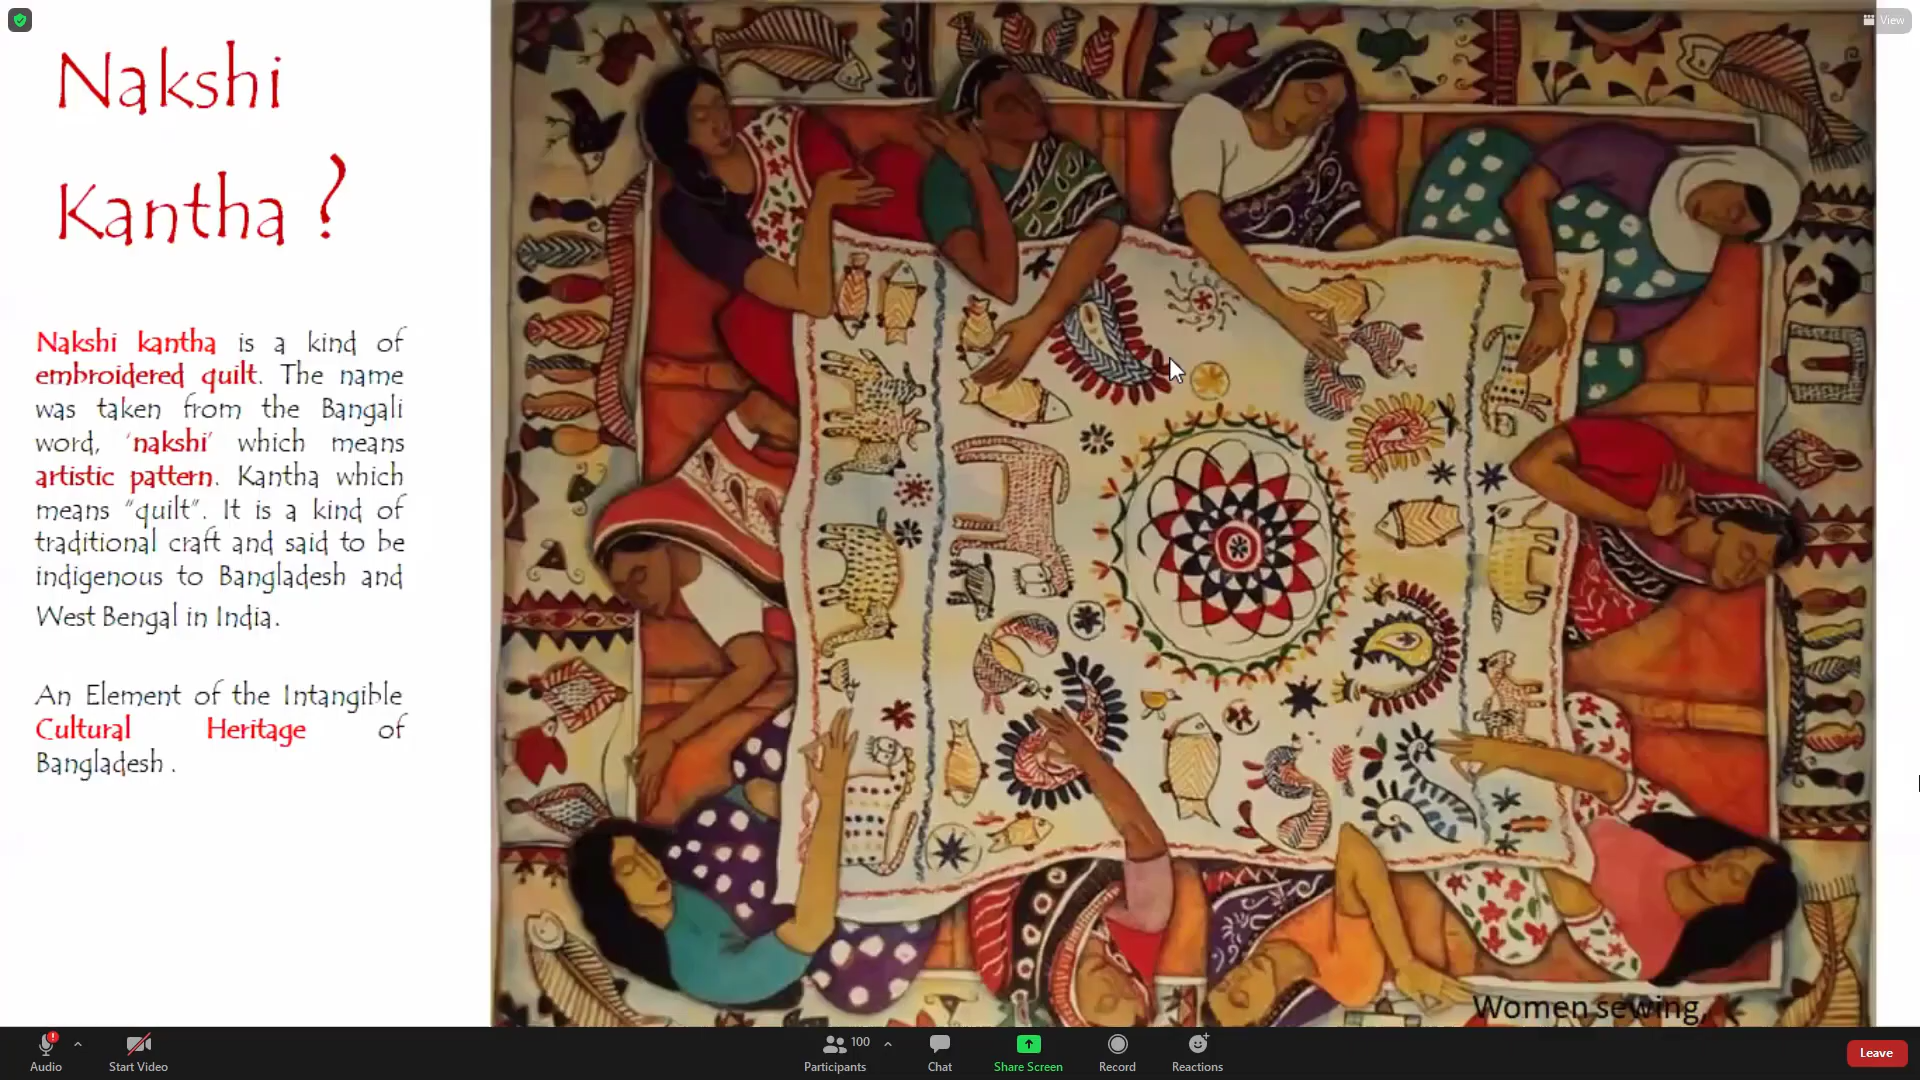 View
Nakshi
Kantha ?
Nakshi kantha is a kind of
embroidered quilt. The name
was taken from the Bangali
word, ‘nakshi’ which means
artistic pattern. Kantha which
means “quilt”. It is a kind of
traditional craft and said to be
indigenous to Bangladesh and
West Bengal in India.
An Element of the Intangible
Cultural Heritage of
Bangladesh .
Women sewing,
Audio
Start Video
100
Participants
Chat
Share Screen
Record
Reactions
Leave